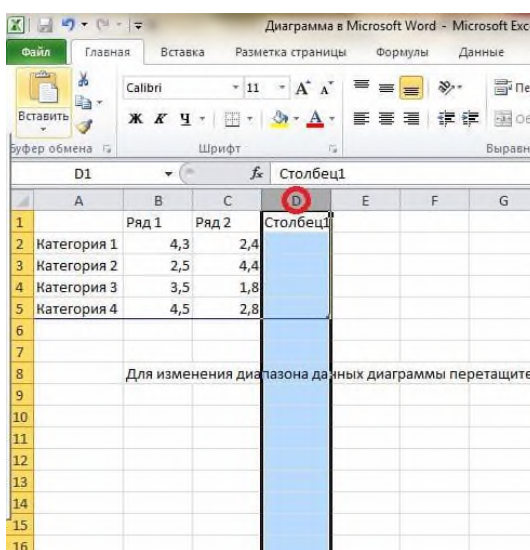 Диаграмма в Microsoft Word - Microsoft Exc
Файл Главная Вставка Разметка страницы Формулы Данные
Calibri 11 A A
Вставить Ж К Ч A
Буфер обмена Шрифт Выравн
D1 fx Столбец1
A B C D E F G
1 Ряд 1 Ряд 2 Столбец1
2 Категория 1 4,3 2,4
3 Категория 2 2,5 4,4
4 Категория 3 3,5 1,8
5 Категория 4 4,5 2,8
6
7
8 Для изменения диапазона данных диаграммы перетащите
9
10
11
12
13
14
15
16